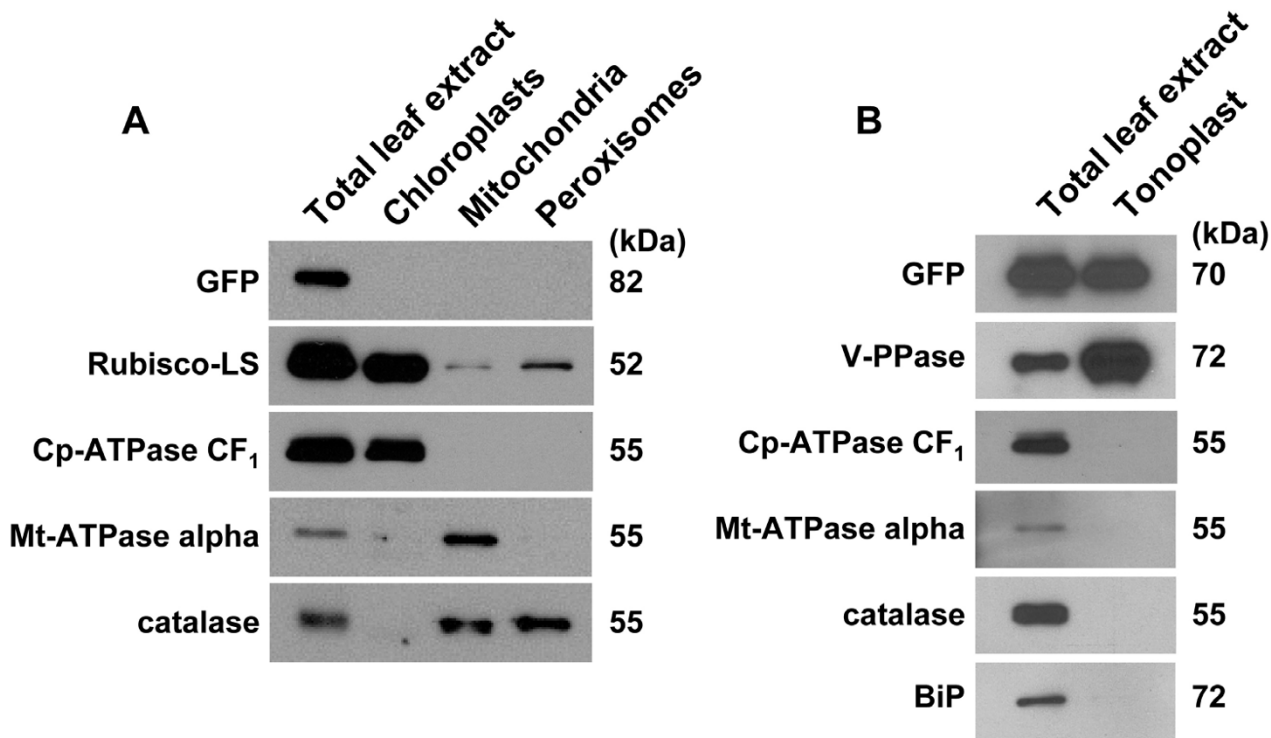 A
Total leaf extract
Chloroplasts
Mitochondria
Peroxisomes
(kDa)
GFP 82
Rubisco-LS 52
Cp-ATPase CF₁ 55
Mt-ATPase alpha 55
catalase 55
B
Total leaf extract
Tonoplast
(kDa)
GFP 70
V-PPase 72
Cp-ATPase CF₁ 55
Mt-ATPase alpha 55
catalase 55
BiP 72